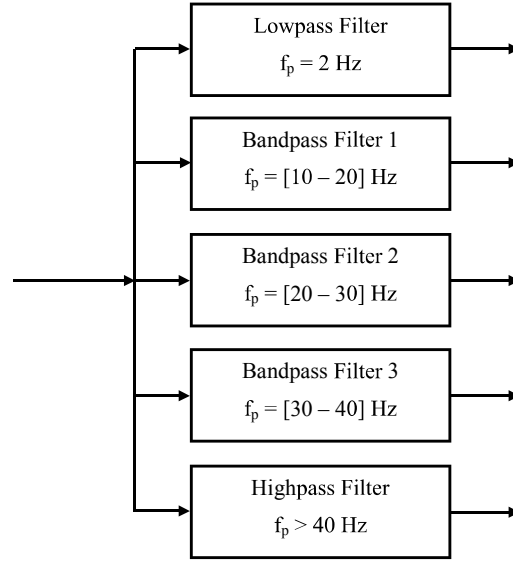 Lowpass Filter
fₚ = 2 Hz
Bandpass Filter 1
fₚ = [10 – 20] Hz
Bandpass Filter 2
fₚ = [20 – 30] Hz
Bandpass Filter 3
fₚ = [30 – 40] Hz
Highpass Filter
fₚ > 40 Hz